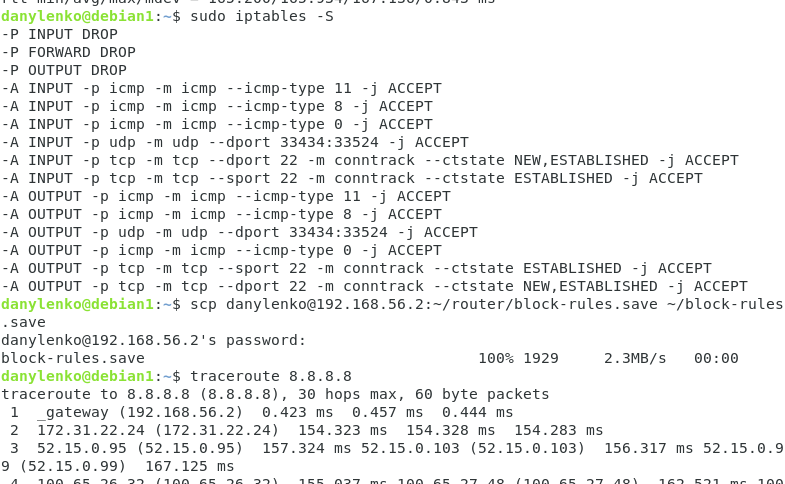 danylenko@debian1:~$ sudo iptables -S
-P INPUT DROP
-P FORWARD DROP
-P OUTPUT DROP
-A INPUT -p icmp -m icmp --icmp-type 11 -j ACCEPT
-A INPUT -p icmp -m icmp --icmp-type 8 -j ACCEPT
-A INPUT -p icmp -m icmp --icmp-type 0 -j ACCEPT
-A INPUT -p udp -m udp --dport 33434:33524 -j ACCEPT
-A INPUT -p tcp -m tcp --dport 22 -m conntrack --ctstate NEW,ESTABLISHED -j ACCEPT
-A INPUT -p tcp -m tcp --sport 22 -m conntrack --ctstate ESTABLISHED -j ACCEPT
-A OUTPUT -p icmp -m icmp --icmp-type 11 -j ACCEPT
-A OUTPUT -p icmp -m icmp --icmp-type 8 -j ACCEPT
-A OUTPUT -p udp -m udp --dport 33434:33524 -j ACCEPT
-A OUTPUT -p icmp -m icmp --icmp-type 0 -j ACCEPT
-A OUTPUT -p tcp -m tcp --sport 22 -m conntrack --ctstate ESTABLISHED -j ACCEPT
-A OUTPUT -p tcp -m tcp --dport 22 -m conntrack --ctstate NEW,ESTABLISHED -j ACCEPT
danylenko@debian1:~$ scp danylenko@192.168.56.2:~/router/block-rules.save ~/block-rules
.save
danylenko@192.168.56.2's password:
block-rules.save 100% 1929 2.3MB/s 00:00
danylenko@debian1:~$ traceroute 8.8.8.8
traceroute to 8.8.8.8 (8.8.8.8), 30 hops max, 60 byte packets
1 _gateway (192.168.56.2) 0.423 ms 0.457 ms 0.444 ms
2 172.31.22.24 (172.31.22.24) 154.323 ms 154.328 ms 154.283 ms
3 52.15.0.95 (52.15.0.95) 157.324 ms 52.15.0.103 (52.15.0.103) 156.317 ms 52.15.0.9
9 (52.15.0.99) 167.125 ms